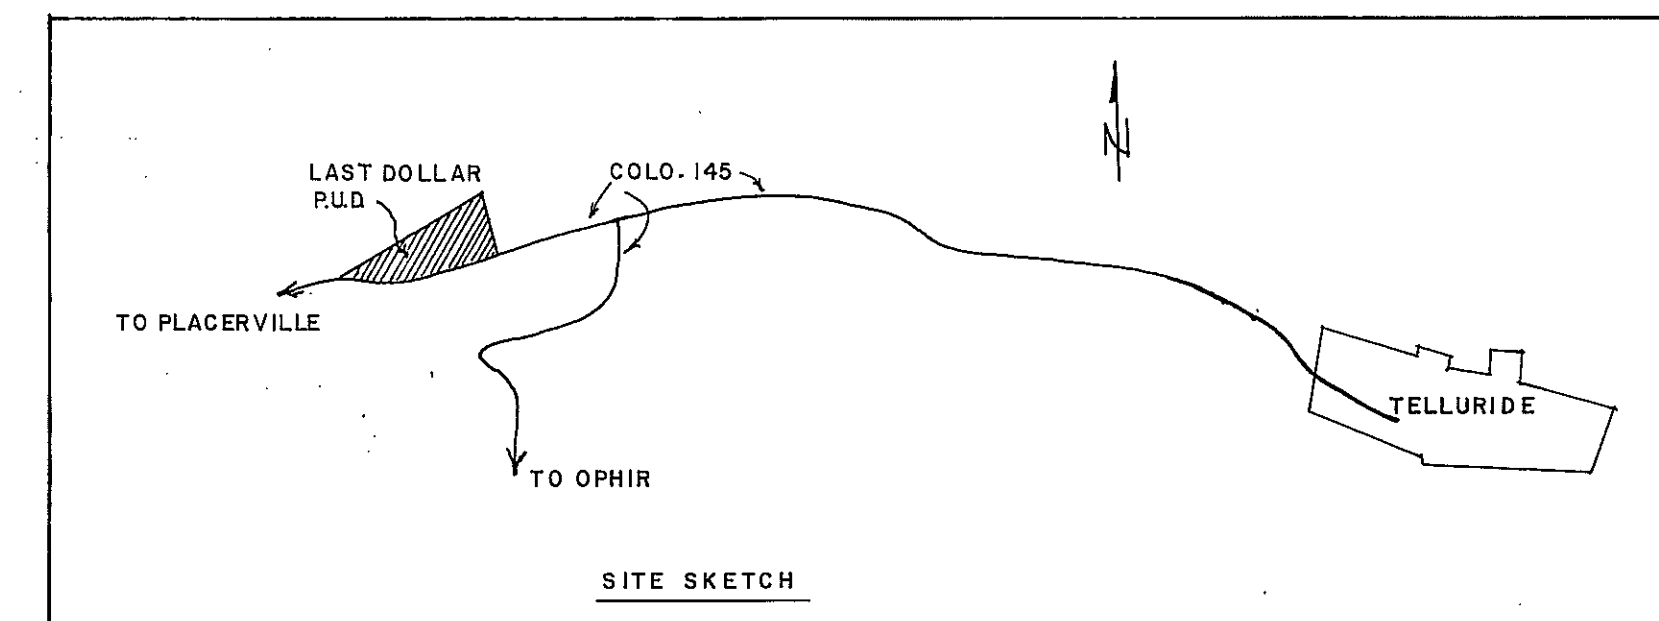 N
LAST DOLLAR
P.U.D.
COLO. 145
TO PLACERVILLE
TELLURIDE
TO OPHIR
SITE SKETCH